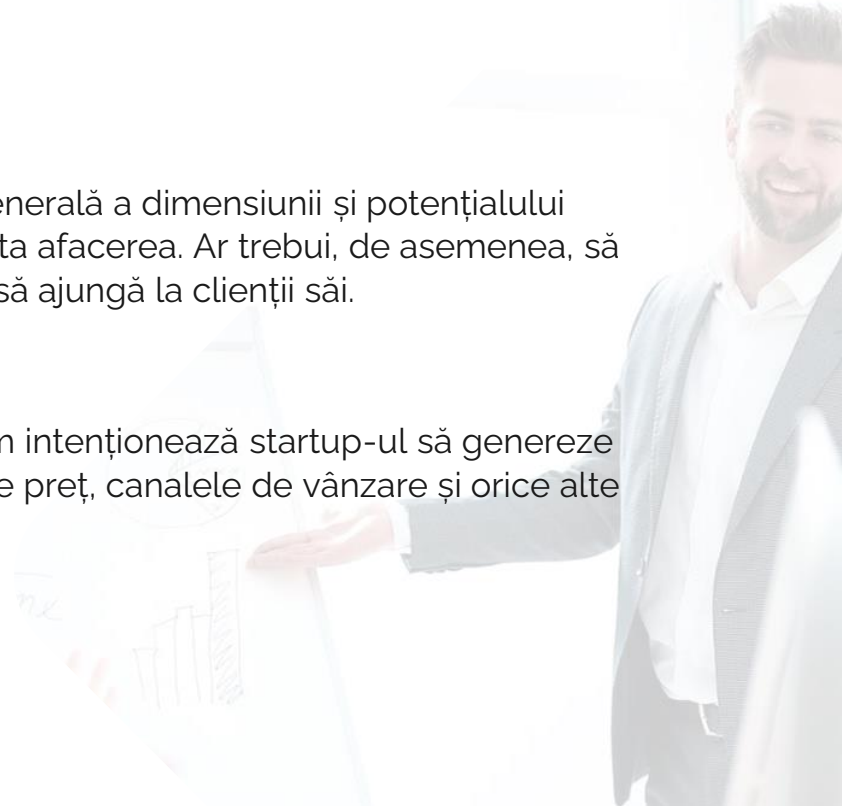 enerală a dimensiunii și potențialului
ta afacerea. Ar trebui, de asemenea, să
să ajungă la clienții săi.
m intenționează startup-ul să genereze
e preț, canalele de vânzare și orice alte